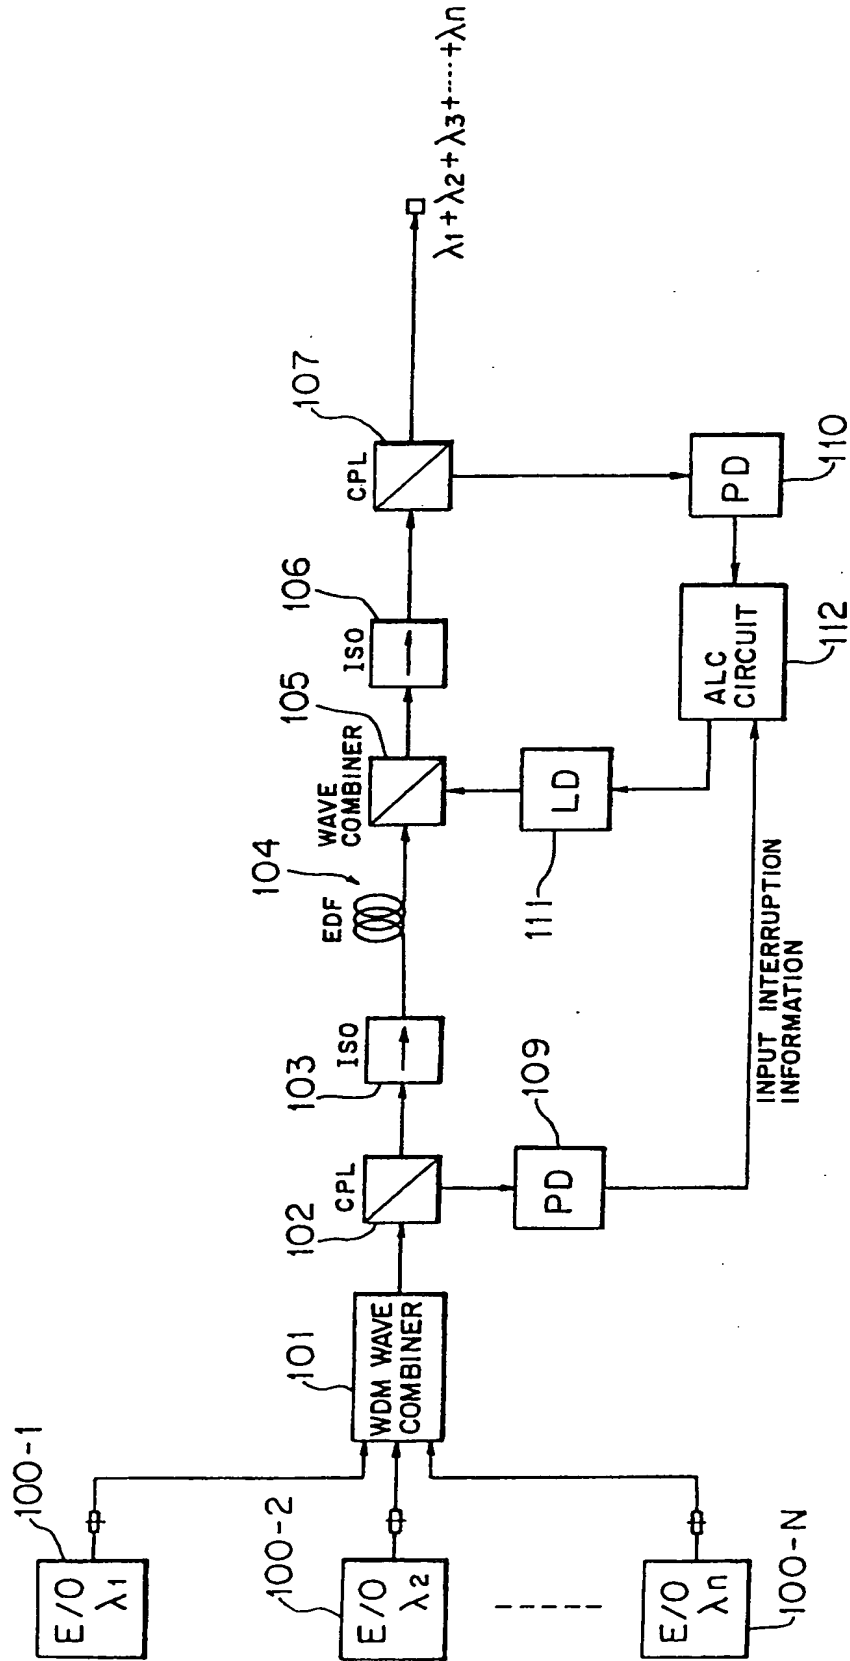 100-1
E/O
λ1
100-2
E/O
λ2
100-N
E/O
λn
101
WDM WAVE
COMBINER
102
CPL
103
ISO
104
EDF
105
WAVE
COMBINER
106
ISO
107
CPL
λ1+λ2+λ3+····+λn
109
PD
INPUT INTERRUPTION
INFORMATION
111
LD
ALC
CIRCUIT
112
PD
110